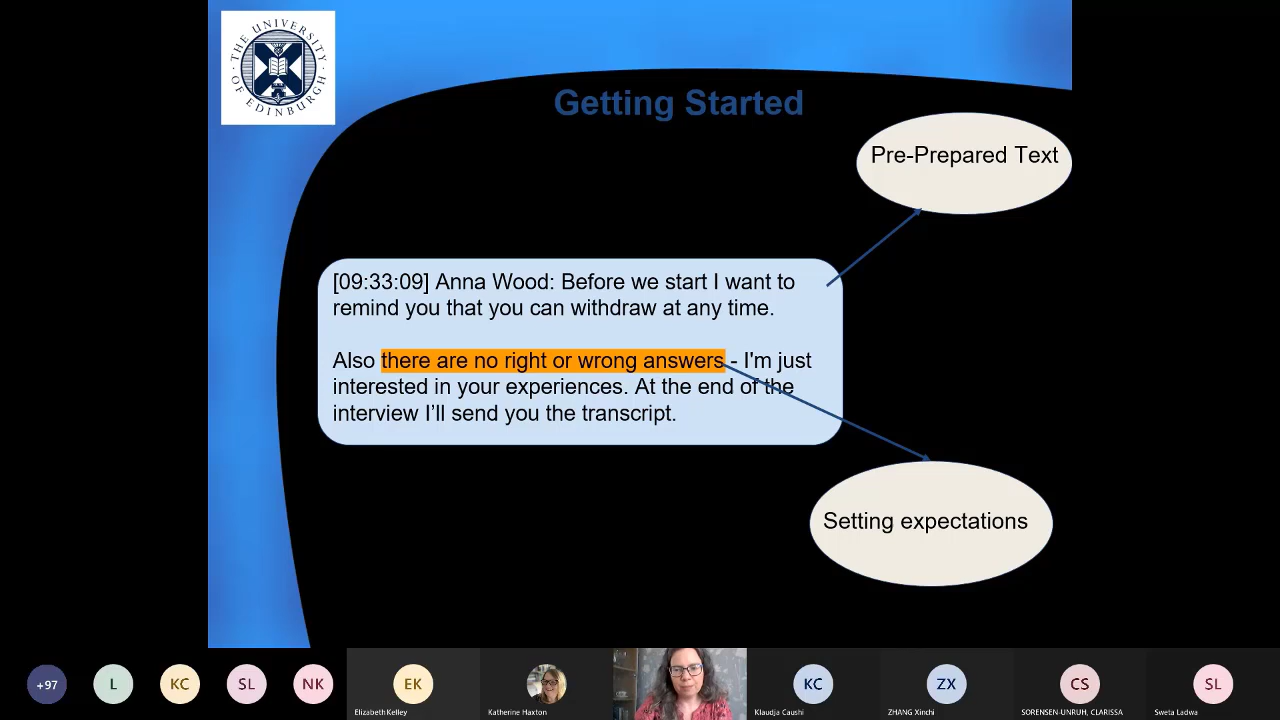 THE UNIVERSITY
OF EDINBURGH
Getting Started
Pre-Prepared Text
[09:33:09] Anna Wood: Before we start I want to
remind you that you can withdraw at any time.
Also there are no right or wrong answers - I'm just
interested in your experiences. At the end of the
interview I’ll send you the transcript.
Setting expectations
+97
L
KC
SL
NK
EK
ElizabethKelley
Katherine Haxton
KC
Klaudja Caushi
ZX
ZHANG Xinchi
CS
SORENSEN-UNRUH, CLARISSA
SL
Sweta Ladwa